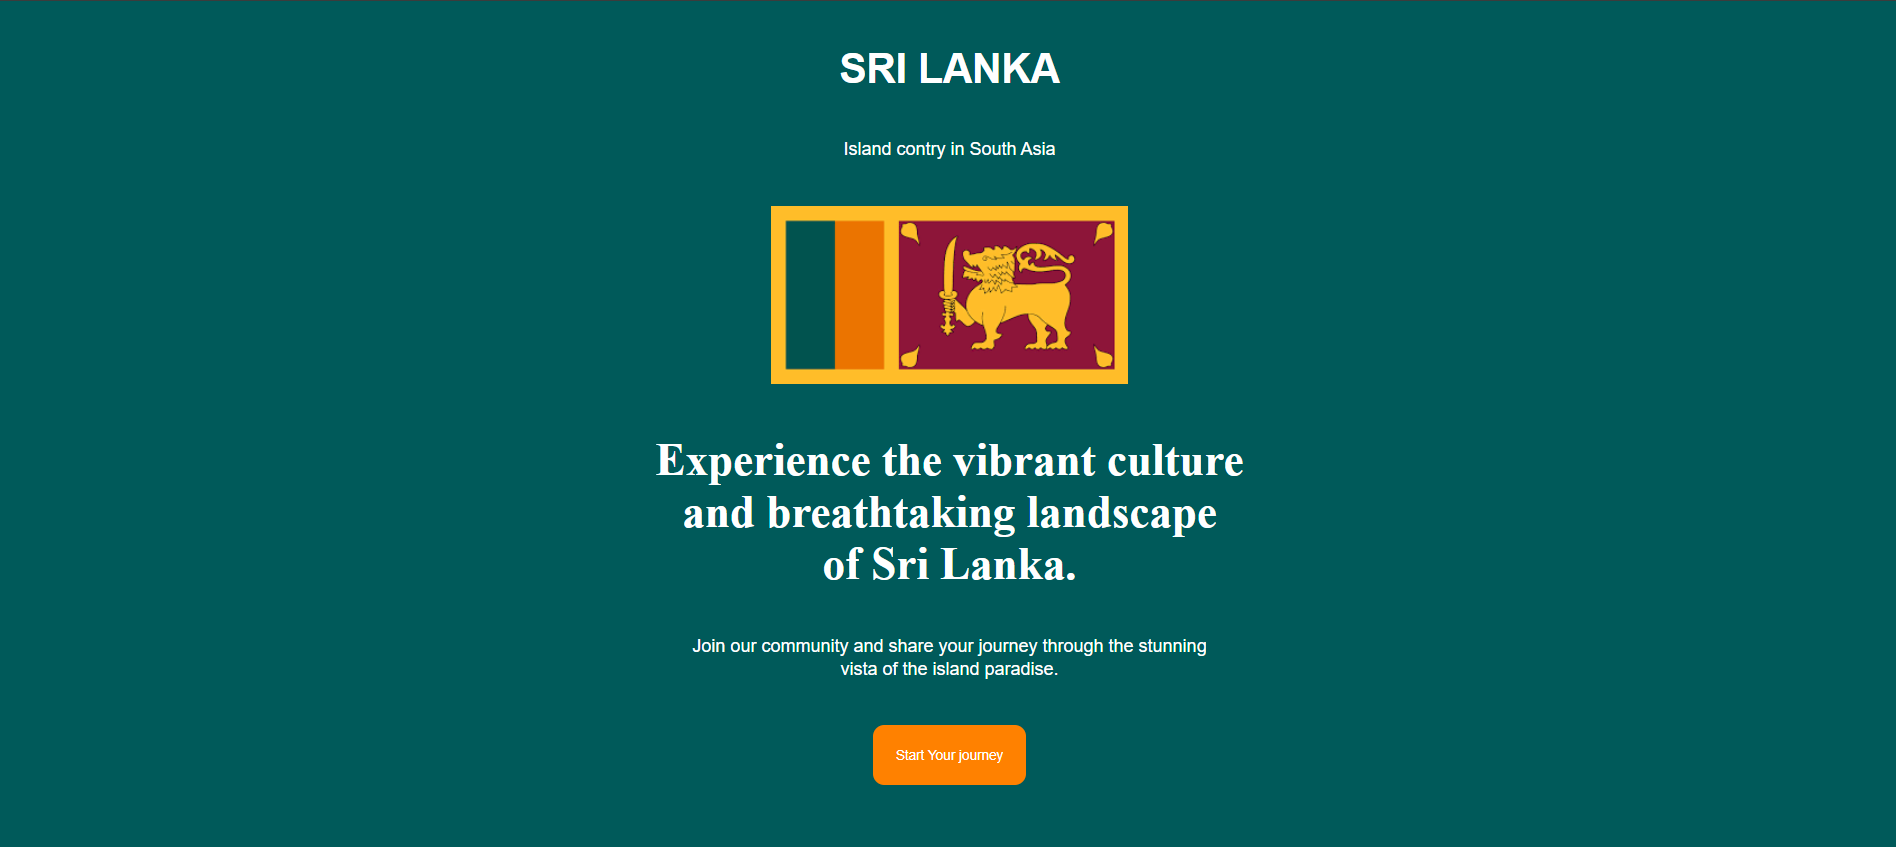 SRI LANKA
Island contry in South Asia
Experience the vibrant culture
and breathtaking landscape
of Sri Lanka.
Join our community and share your journey through the stunning
vista of the island paradise.
Start Your journey